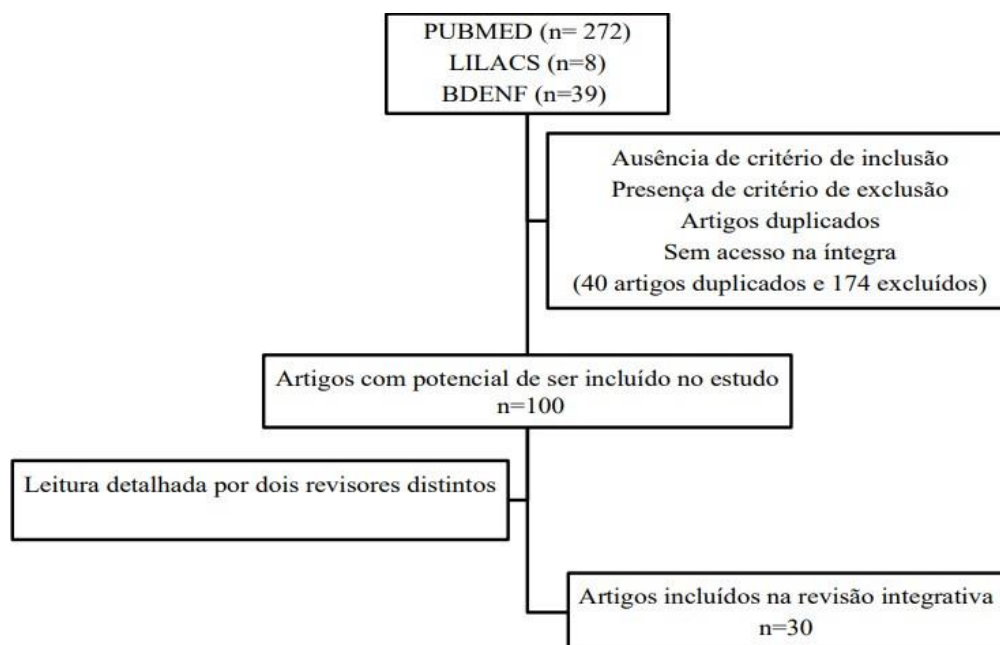 PUBMED (n= 272)
LILACS (n=8)
BDENF (n=39)
Ausência de critério de inclusão
Presença de critério de exclusão
Artigos duplicados
Sem acesso na íntegra
(40 artigos duplicados e 174 excluídos)
Artigos com potencial de ser incluído no estudo
n=100
Leitura detalhada por dois revisores distintos
Artigos incluídos na revisão integrativa
n=30